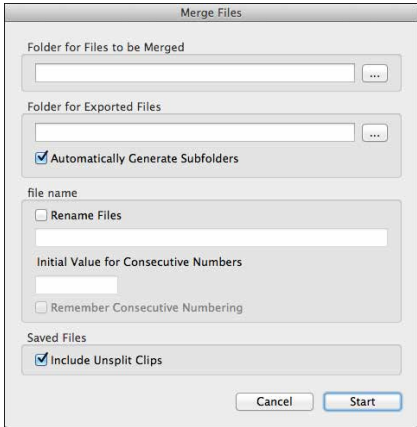 Merge Files
Folder for Files to be Merged
...
Folder for Exported Files
...
Automatically Generate Subfolders
file name
Rename Files
Initial Value for Consecutive Numbers
Remember Consecutive Numbering
Saved Files
Include Unsplit Clips
Cancel Start